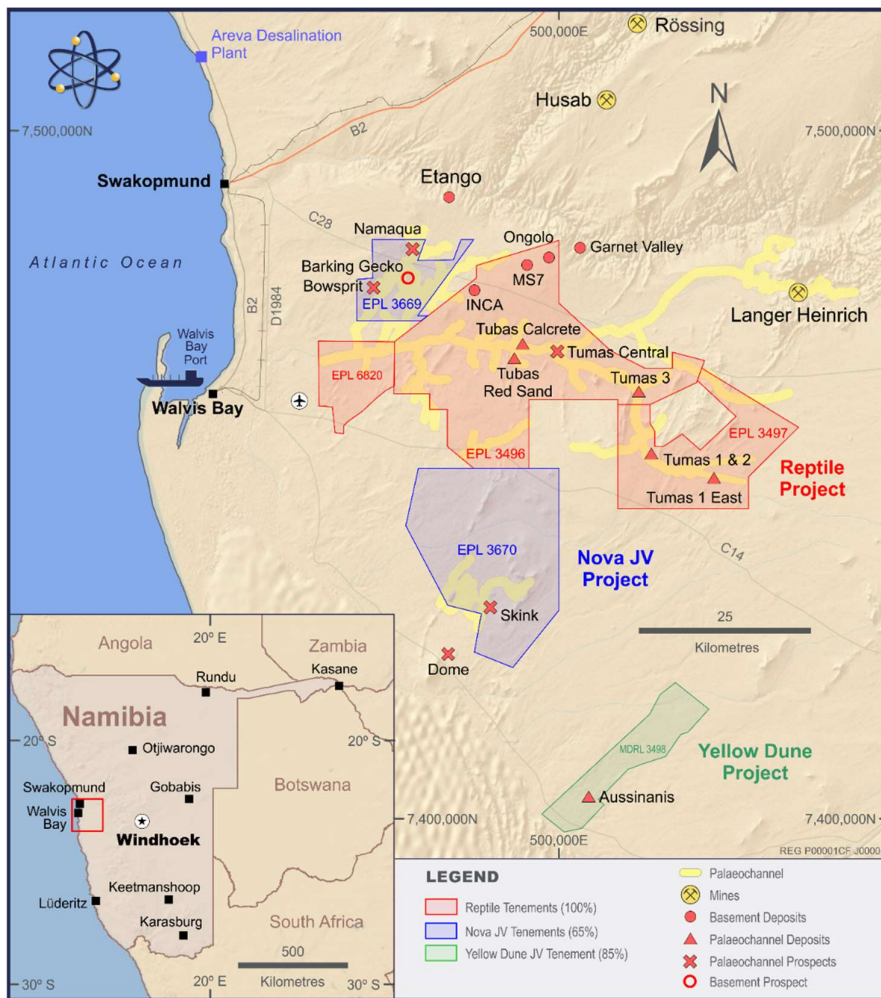 Areva Desalination
Plant
500,000E
Rössing
Husab
N
7,500,000N
7,500,000N
B2
Swakopmund
Etango
C28
Namaqua
Ongolo
Garnet Valley
Atlantic Ocean
Barking Gecko
MS7
Bowsprit
B2
D1984
EPL 3669
INCA
Langer Heinrich
Walvis
Bay
Port
Tubas Calcrete
Tumas Central
EPL 6820
Tubas
Red Sand
Tumas 3
Walvis Bay
EPL 3496
EPL 3497
Tumas 1 & 2
Reptile
Project
Tumas 1 East
EPL 3670
Nova JV
Project
C14
Skink
25
Kilometres
Dome
MDRL 3498
Yellow Dune
Project
Aussinanis
7,400,000N
7,400,000N
500,000E
REG P00001CF J0000
20° E
Angola
Zambia
Rundu
Kasane
Namibia
20° S
20° S
Otjiwarongo
Botswana
Swakopmund
Gobabis
Walvis
Bay
Windhoek
Lüderitz
Keetmanshoop
Karasburg
South Africa
500
Kilometres
30° S
20° E
30° S
LEGEND
Reptile Tenements (100%)
Nova JV Tenements (65%)
Yellow Dune JV Tenement (85%)
Palaeochannel
Mines
Basement Deposits
Palaeochannel Deposits
Palaeochannel Prospects
Basement Prospect